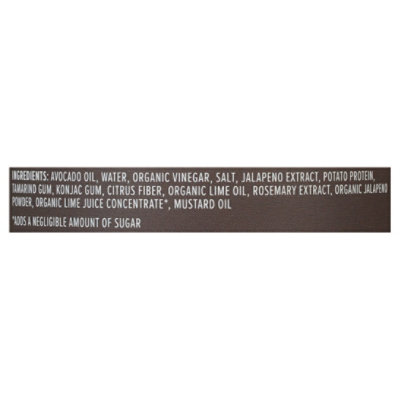 INGREDIENTS: AVOCADO OIL, WATER, ORGANIC VINEGAR, SALT, JALAPENO EXTRACT, POTATO PROTEIN,
TAMARIND GUM, KONJAC GUM, CITRUS FIBER, ORGANIC LIME OIL, ROSEMARY EXTRACT, ORGANIC JALAPENO
POWDER, ORGANIC LIME JUICE CONCENTRATE*, MUSTARD OIL
*ADDS A NEGLIGIBLE AMOUNT OF SUGAR